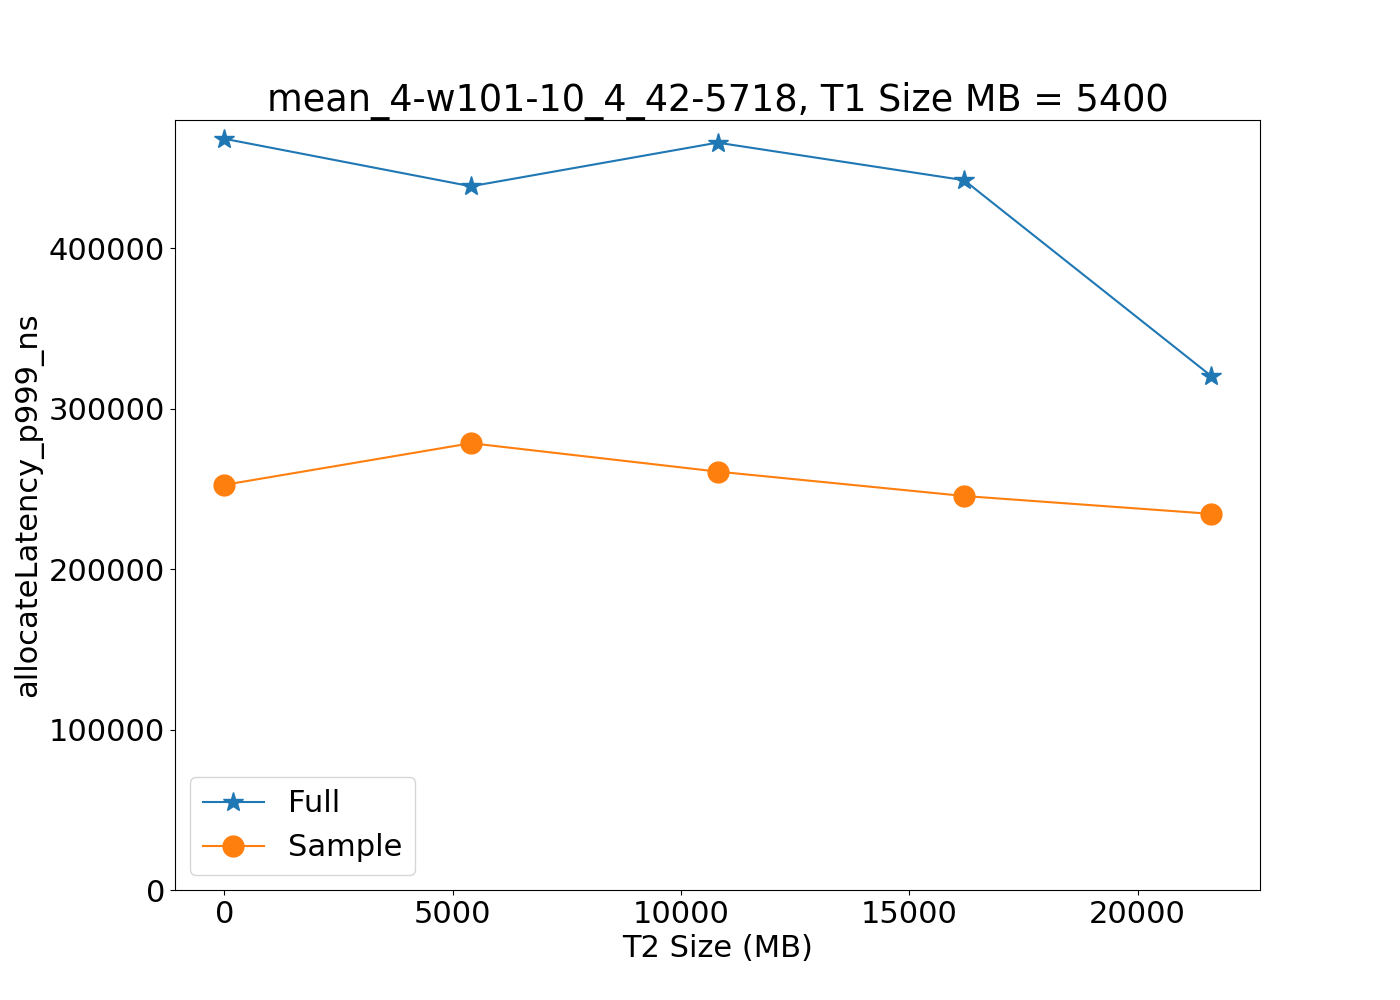 mean_4-w101-10_4_42-5718, T1 Size MB = 5400
allocateLatency_p999_ns
400000
300000
200000
100000
0
Full
Sample
0 5000 10000 15000 20000
T2 Size (MB)